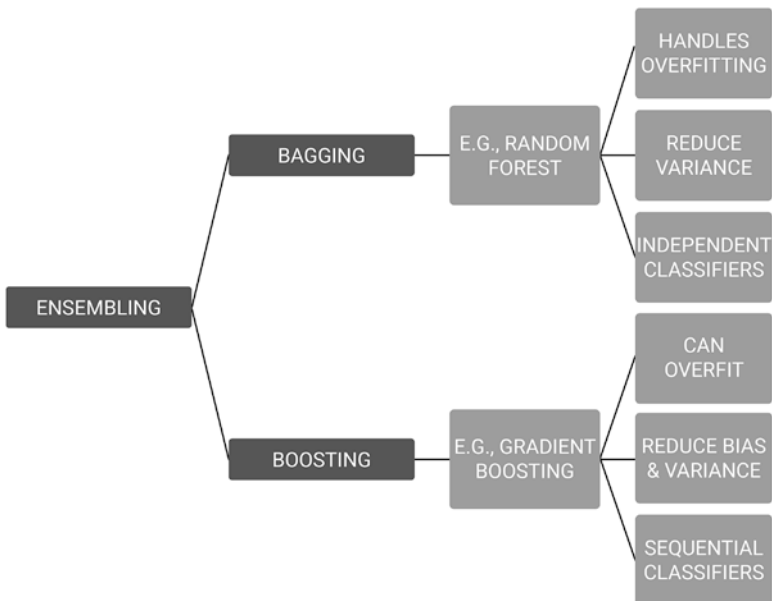 HANDLES
OVERFITTING
BAGGING
E.G., RANDOM
FOREST
REDUCE
VARIANCE
INDEPENDENT
CLASSIFIERS
ENSEMBLING
CAN
OVERFIT
BOOSTING
E.G., GRADIENT
BOOSTING
REDUCE BIAS
& VARIANCE
SEQUENTIAL
CLASSIFIERS